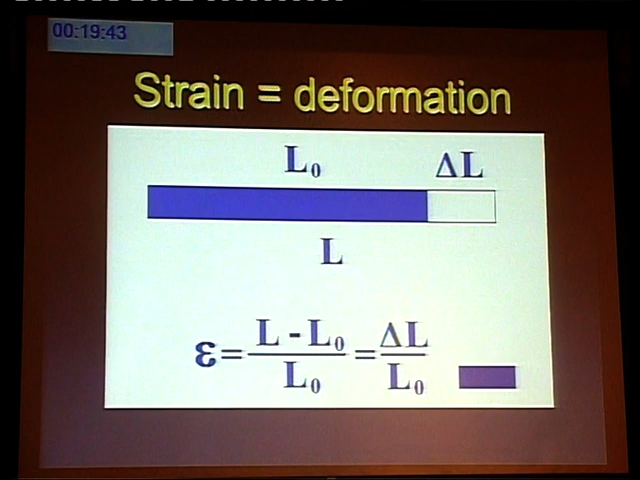 00:19:43
Strain = deformation
L₀ ΔL
L
ε = (L - L₀)/L₀ = ΔL/L₀